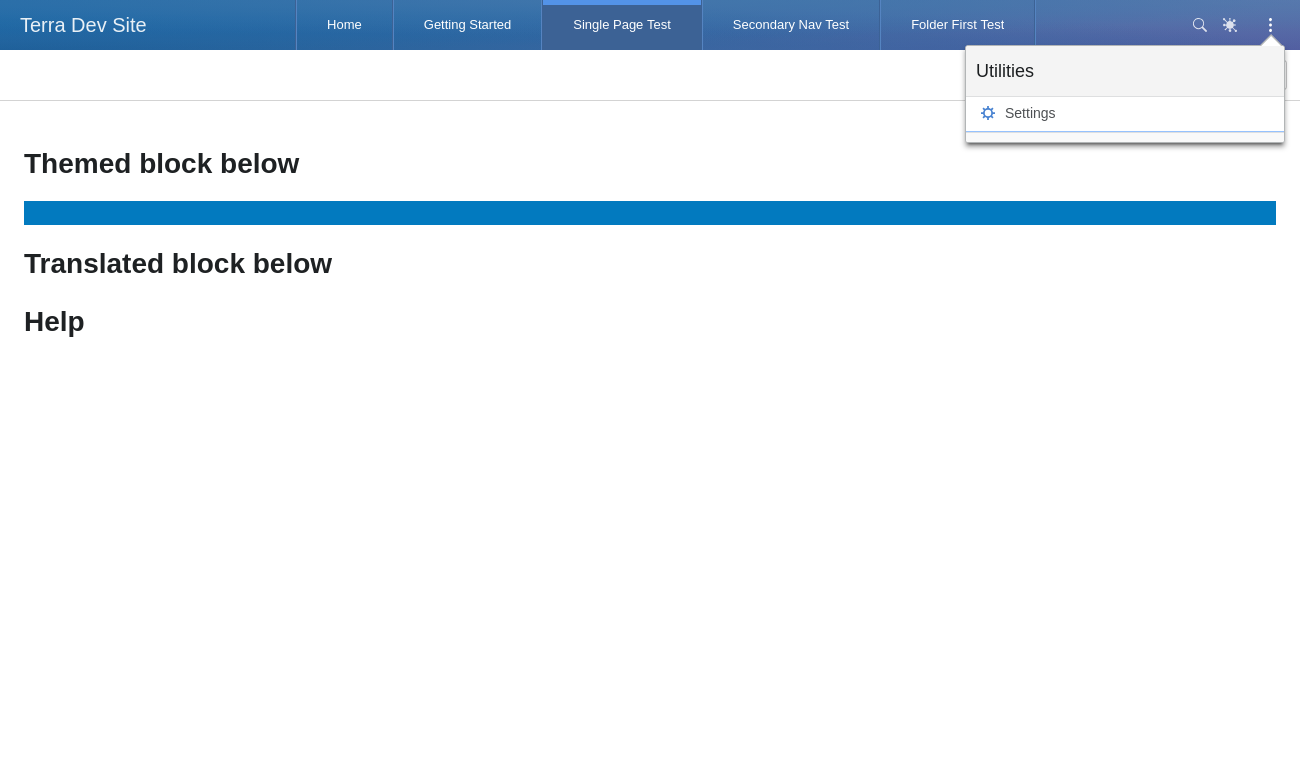 Terra Dev Site
Home
Getting Started
Single Page Test
Secondary Nav Test
Folder First Test
Utilities
Settings
Themed block below
Translated block below
Help